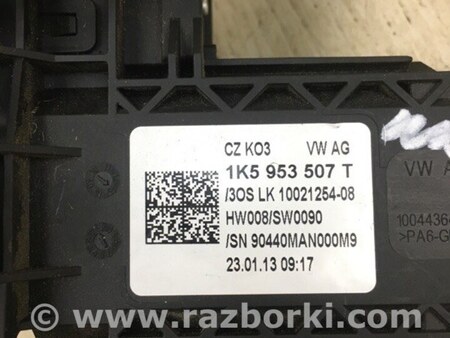 CZ KO3 VW AG
1K5 953 507 T
/3OS LK 10021254-08
HW008/SW0090
/SN 90440MAN000M9
23.01.13 09:17
VW A
1004436
>PA6-G
www.razborki.com